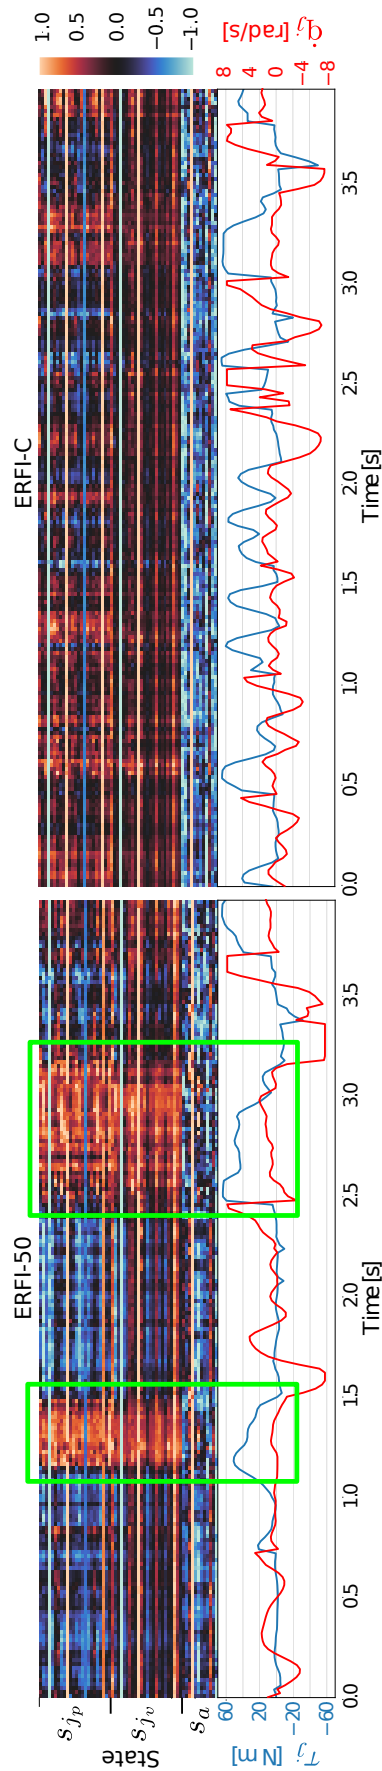 ERFI-50
ERFI-C
1.0
0.5
0.0
−0.5
−1.0
State
s_{j_p}
s_{j_v}
s_a
τ_j [N m]
60
20
−20
−60
0.0 0.5 1.0 1.5 2.0 2.5 3.0 3.5
Time[s]
0.0 0.5 1.0 1.5 2.0 2.5 3.0 3.5
Time[s]
8
4
0
−4
−8
q̇_j [rad/s]